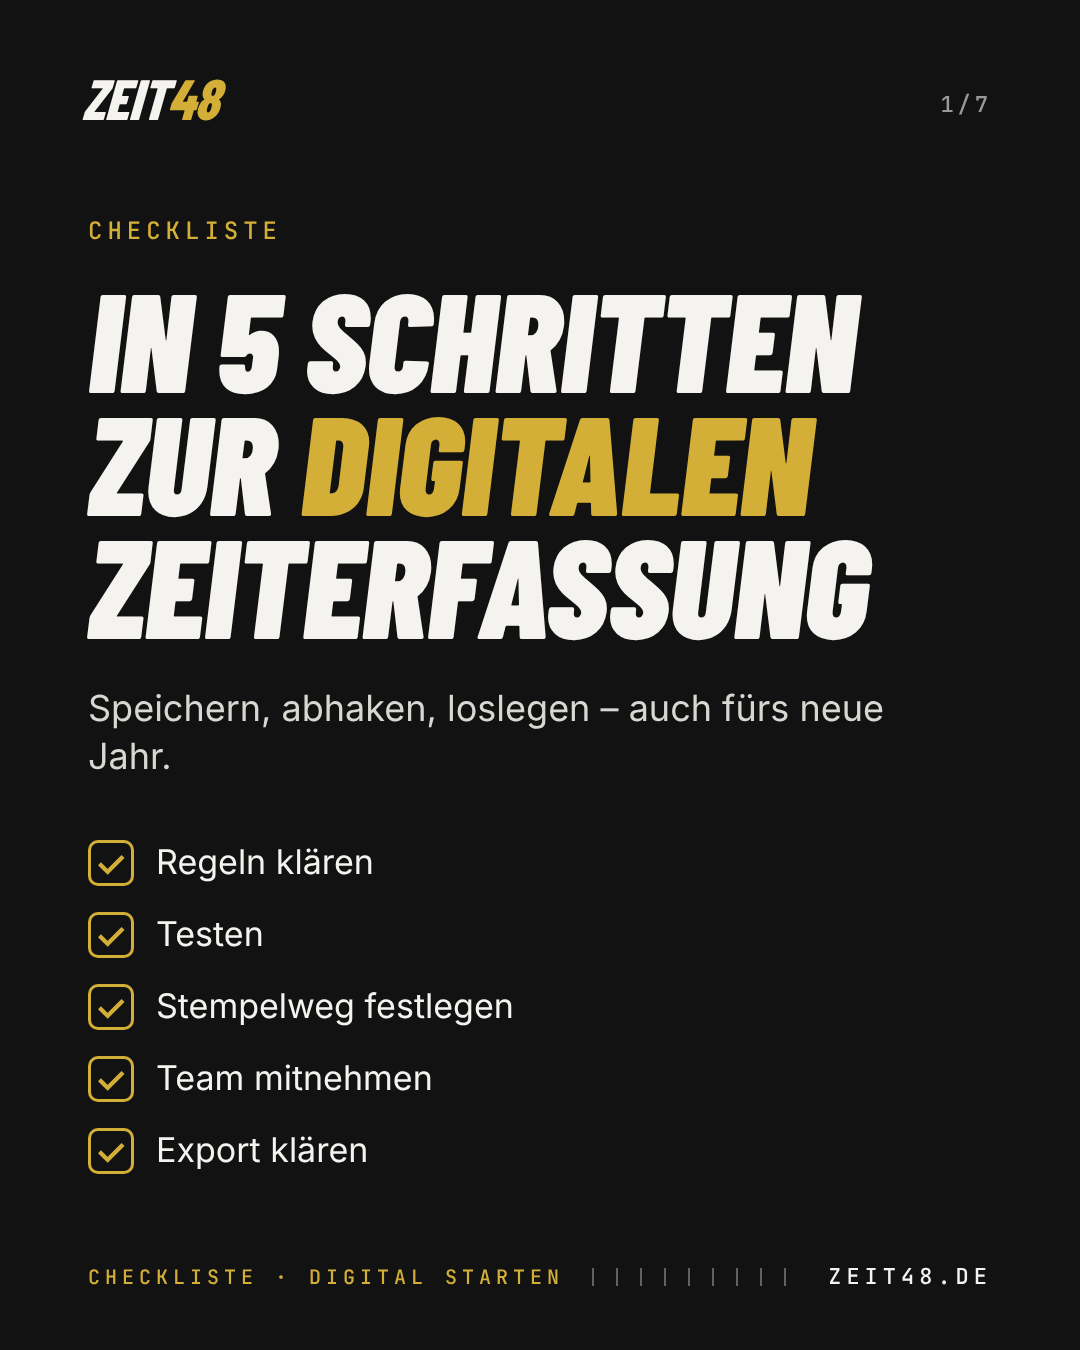 ZEIT48
1/7
CHECKLISTE
IN 5 SCHRITTEN
ZUR DIGITALEN
ZEITERFASSUNG
Speichern, abhaken, loslegen – auch fürs neue
Jahr.
Regeln klären
Testen
Stempelweg festlegen
Team mitnehmen
Export klären
CHECKLISTE · DIGITAL STARTEN
ZEIT48.DE